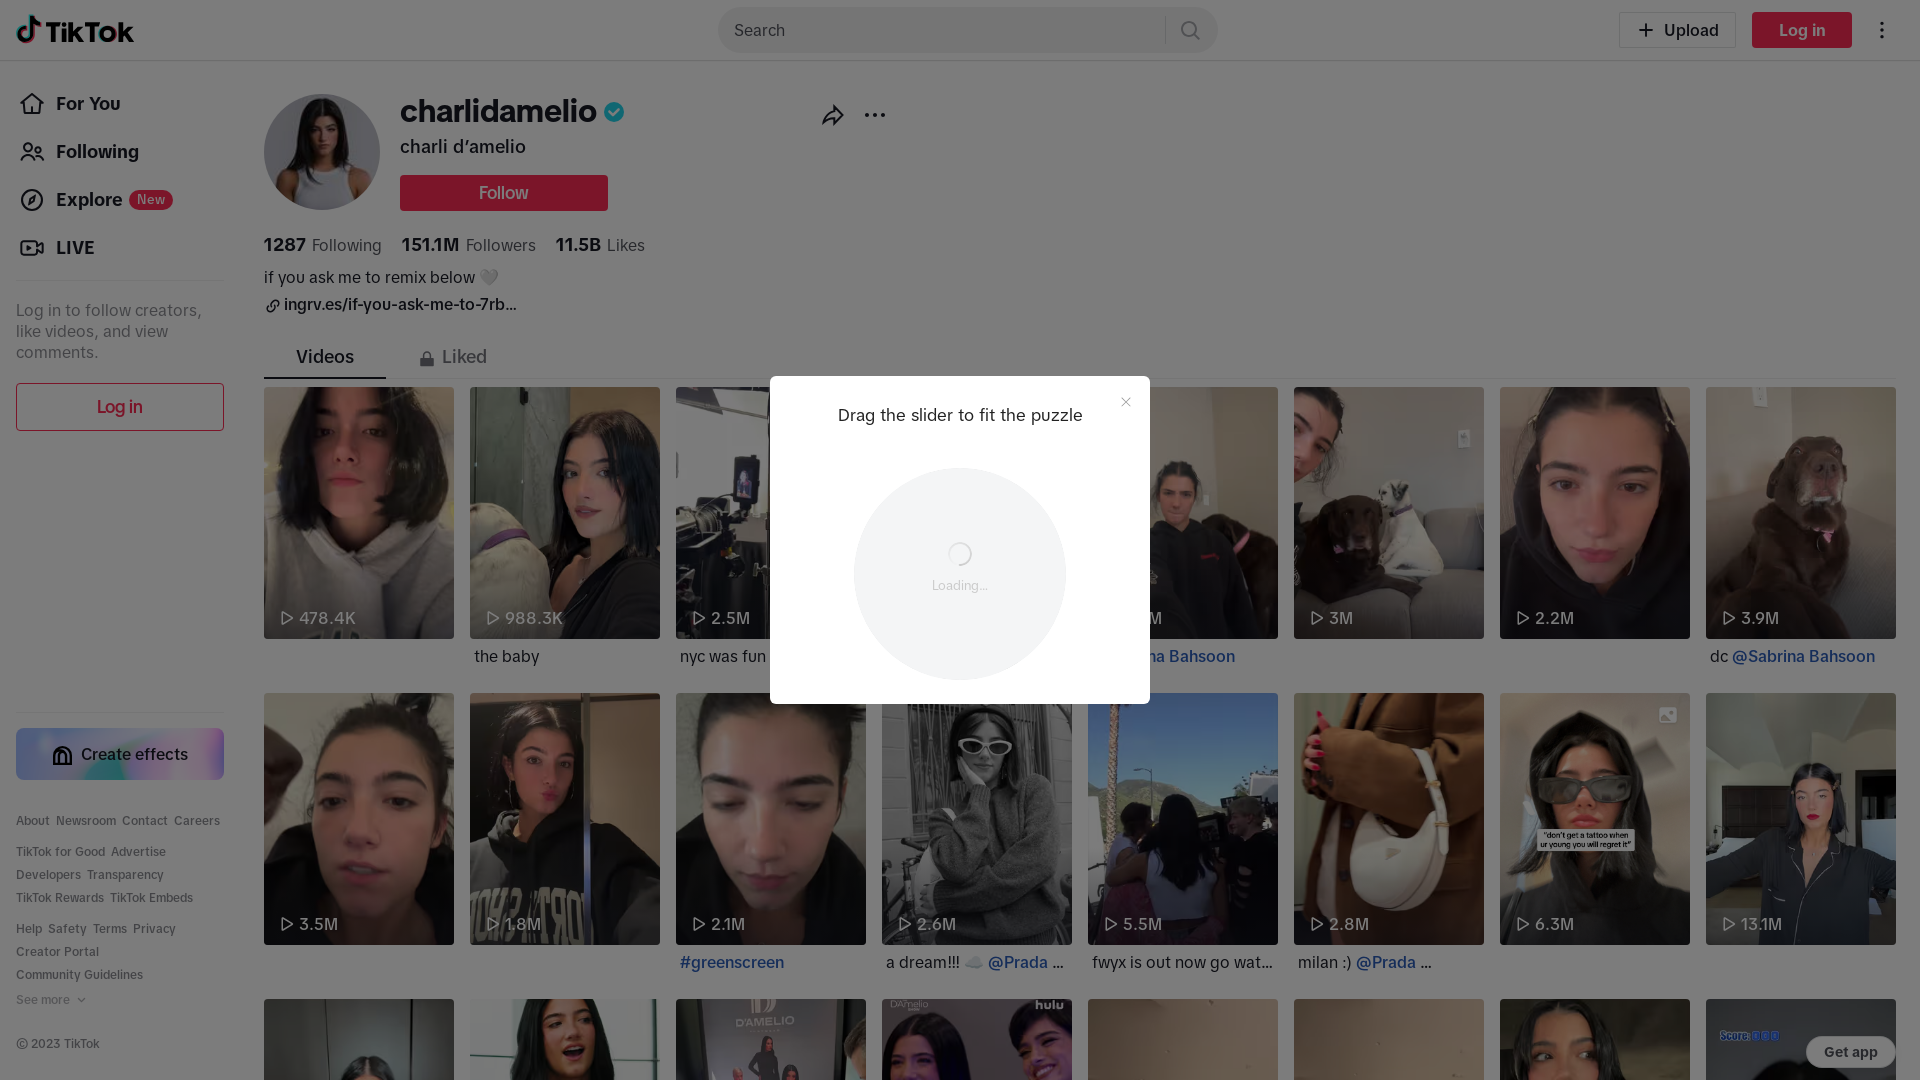 TikTok
Search
Upload
Log in
For You
Following
Explore New
LIVE
Log in to follow creators,
like videos, and view
comments.
Log in
Create effects
About Newsroom Contact Careers
TikTok for Good Advertise
Developers Transparency
TikTok Rewards TikTok Embeds
Help Safety Terms Privacy
Creator Portal
Community Guidelines
See more
© 2023 TikTok
charlidamelio
charli d’amelio
Follow
1287 Following 151.1M Followers 11.5B Likes
if you ask me to remix below 🤍
ingrv.es/if-you-ask-me-to-7rb...
Videos
Liked
Drag the slider to fit the puzzle
Loading...
478.4K
988.3K
2.5M
M
3M
2.2M
3.9M
the baby
nyc was fun
na Bahsoon
dc @Sabrina Bahsoon
"don't get a tattoo when
ur young you will regret it"
3.5M
1.8M
2.1M
2.6M
5.5M
2.8M
6.3M
13.1M
#greenscreen
a dream!!! ☁️ @Prada ...
fwyx is out now go wat...
milan :) @Prada ...
D'AMELIO
DAmelio
hulu
Score:
Get app